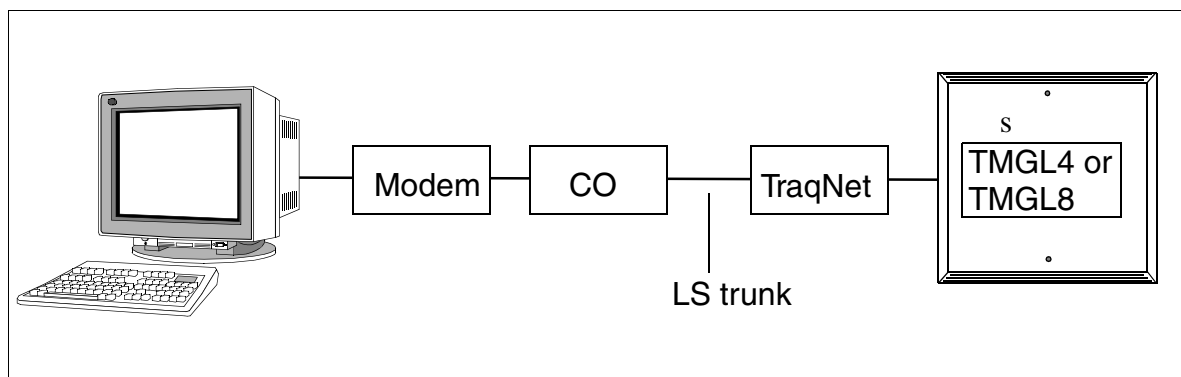 Modem
CO
TraqNet
S
TMGL4 or
TMGL8
LS trunk